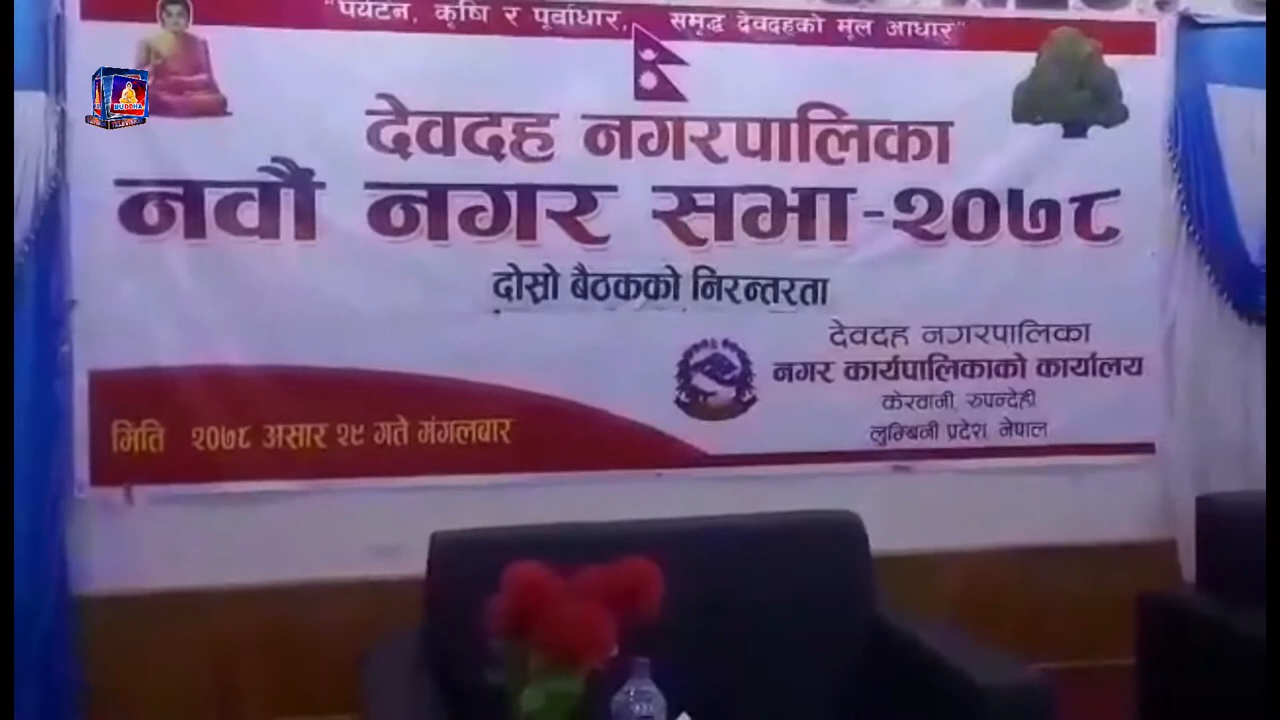 "पर्यटन, कृषि र पूर्वाधार, समृद्ध देवदहको मूल आधार"
BUDDHA
देवदह नगरपालिका
नवौं नगर सभा-२०७८
दोस्रो बैठकको निरन्तरता
देवदह नगरपालिका
नगर कार्यपालिकाको कार्यालय
केरवानी, रुपन्देही
लुम्बिनी प्रदेश, नेपाल
मिति २०७८ असार २९ गते मंगलबार